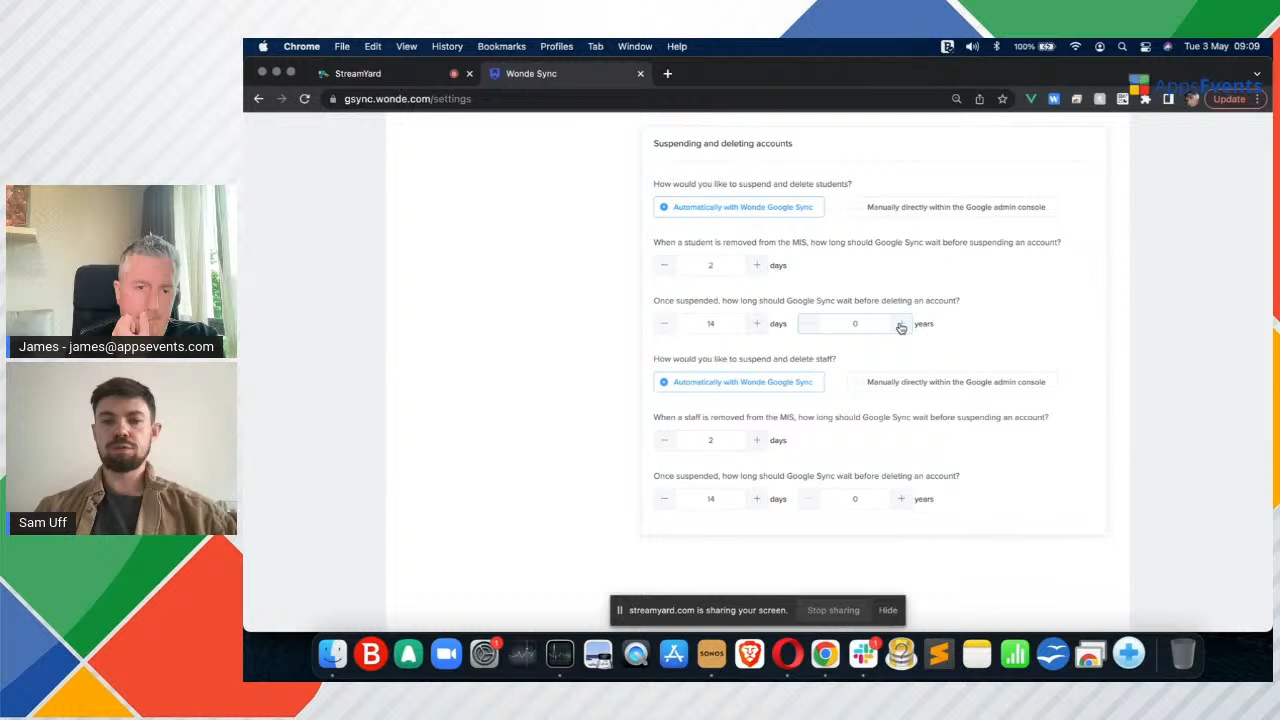 Chrome File Edit View History Bookmarks Profiles Tab Window Help 100% Tue 3 May 09:09
StreamYard Wonde Sync
gsync.wonde.com/settings Update
AppsEvents
Suspending and deleting accounts
How would you like to suspend and delete students?
Automatically with Wonde Google Sync Manually directly within the Google admin console
When a student is removed from the MIS, how long should Google Sync wait before suspending an account?
2 days
Once suspended, how long should Google Sync wait before deleting an account?
14 days 0 years
How would you like to suspend and delete staff?
Automatically with Wonde Google Sync Manually directly within the Google admin console
When a staff is removed from the MIS, how long should Google Sync wait before suspending an account?
2 days
Once suspended, how long should Google Sync wait before deleting an account?
14 days 0 years
James - james@appsevents.com
Sam Uff
streamyard.com is sharing your screen. Stop sharing Hide
B A 1 SONOS 1